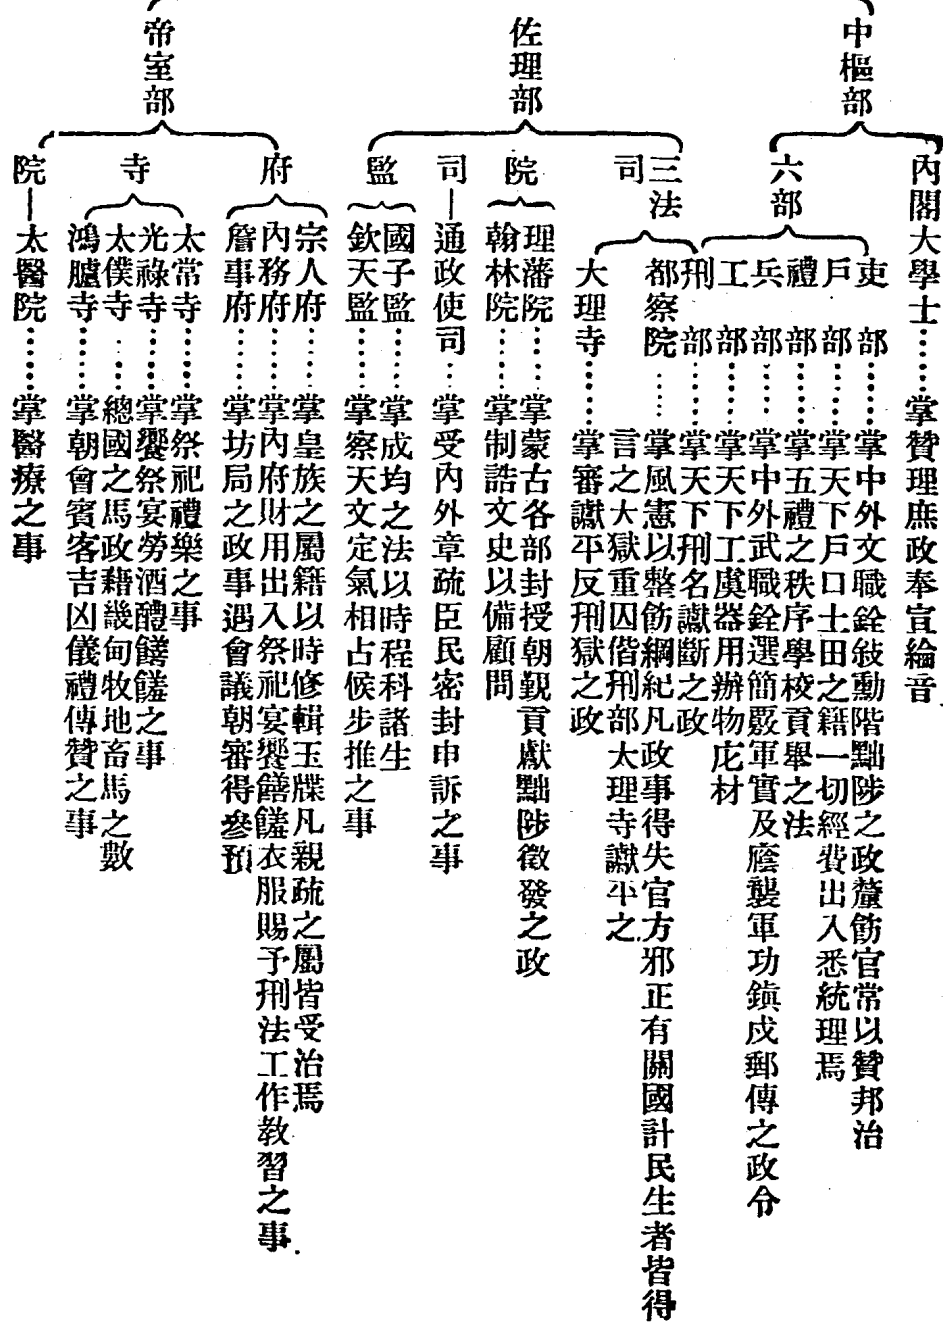 中樞部
內閣大學士……掌贊理庶政奉宣綸音
六部
吏部……掌中外文職銓敍勳階黜陟之政釐飭官常以贊邦治
戶部……掌天下戶口土田之籍一切經費出入悉統理焉
禮部……掌五禮之秩序學校貢舉之法
兵部……掌中外武職銓選簡覈軍實及廕襲軍功鎮戍郵傳之政令
工部……掌天下工虞器用辦物庀材
刑部……掌天下刑名讞斷之政
佐理部
三法司
都察院……掌風憲以整飭綱紀凡政事得失官方邪正有關國計民生者皆得
言之大獄重囚偕刑部大理寺讞平之
大理寺……掌審讞平反刑獄之政
院
理藩院……掌蒙古各部封授朝覲貢獻黜陟徵發之政
翰林院……掌制誥文史以備顧問
司—通政使司……掌受內外章疏臣民密封申訴之事
監
國子監……掌成均之法以時程科諸生
欽天監……掌察天文定氣相占候步推之事
帝室部
府
宗人府……掌皇族之屬籍以時修輯玉牒凡親疏之屬皆受治焉
內務府……掌內府財用出入祭祀宴饗饍饈衣服賜予刑法工作教習之事
詹事府……掌坊局之政事遇會議朝審得參預
寺
太常寺……掌祭祀禮樂之事
光祿寺……掌饗祭宴勞酒醴饍饈之事
太僕寺……總國之馬政藉畿甸牧地畜馬之數
鴻臚寺……掌朝會賓客吉凶儀禮傳贊之事
院—太醫院……掌醫療之事